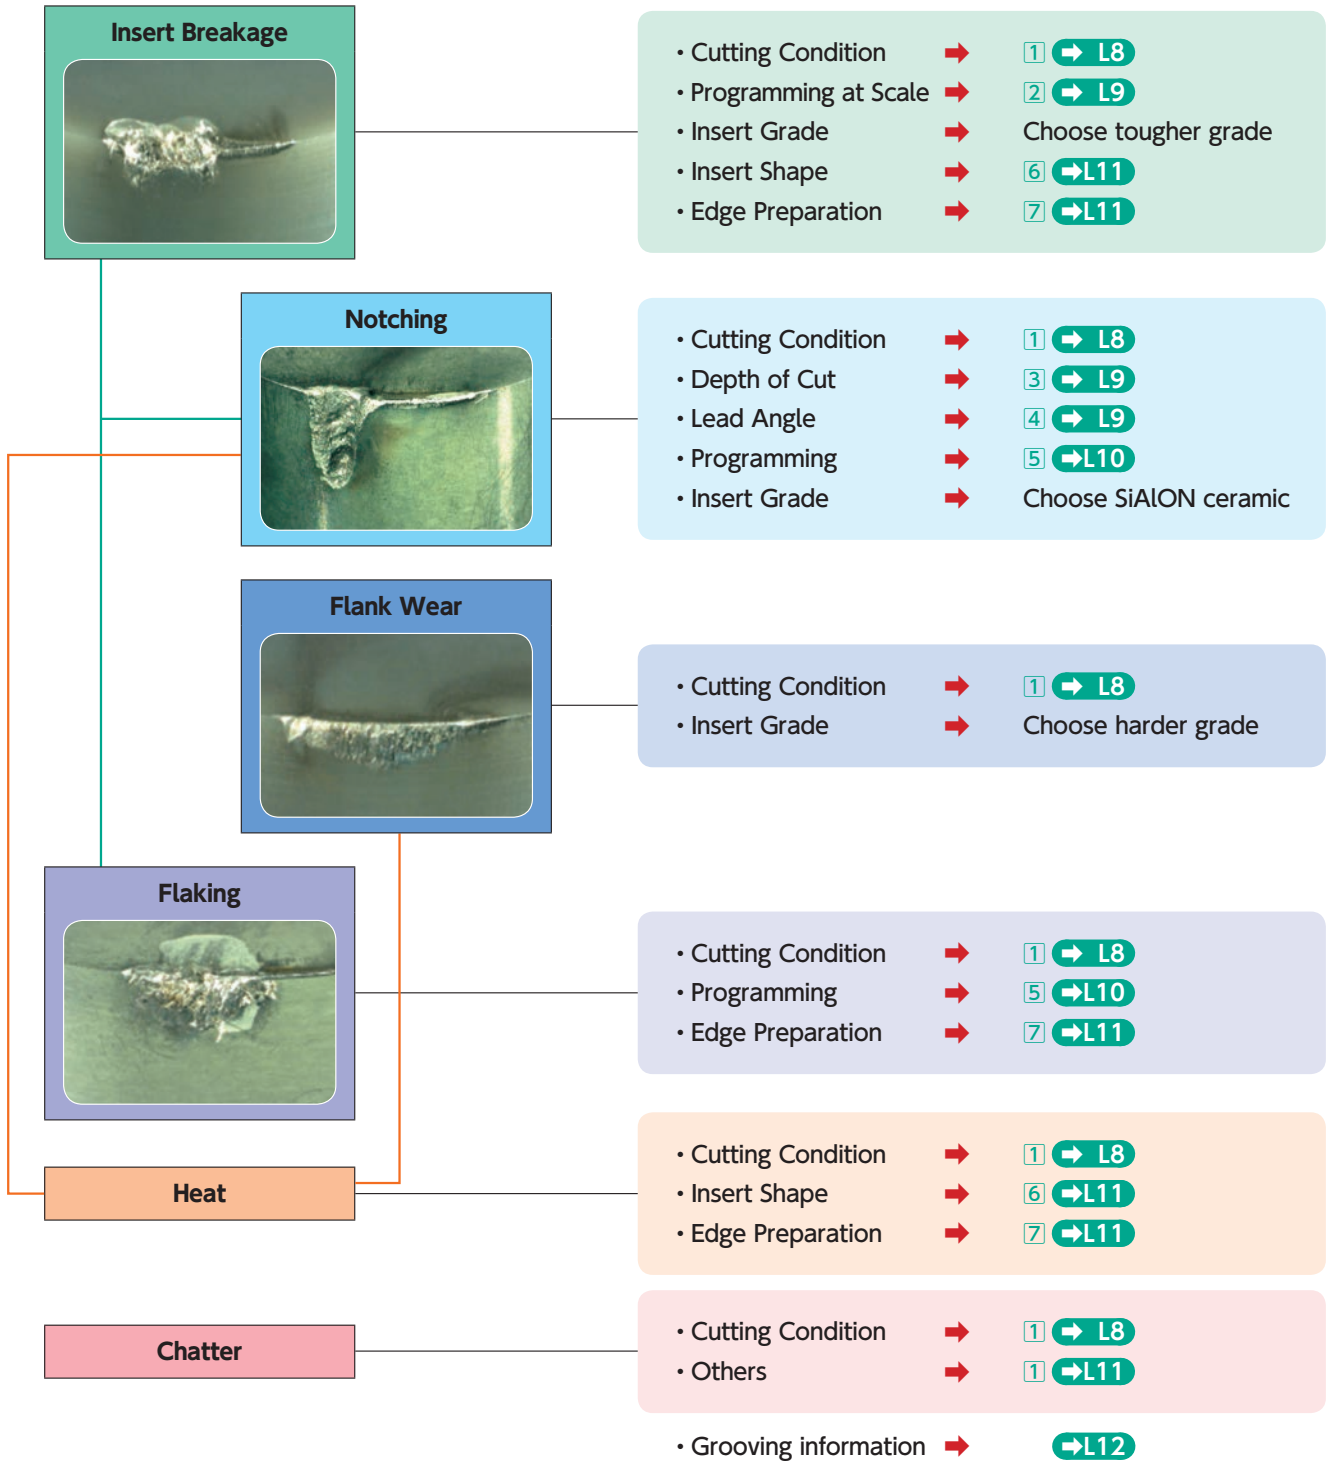 Insert Breakage
• Cutting Condition ➡ 1 ➡ L8
• Programming at Scale ➡ 2 ➡ L9
• Insert Grade ➡ Choose tougher grade
• Insert Shape ➡ 6 ➡L11
• Edge Preparation ➡ 7 ➡L11
Notching
• Cutting Condition ➡ 1 ➡ L8
• Depth of Cut ➡ 3 ➡ L9
• Lead Angle ➡ 4 ➡ L9
• Programming ➡ 5 ➡L10
• Insert Grade ➡ Choose SiAlON ceramic
Flank Wear
• Cutting Condition ➡ 1 ➡ L8
• Insert Grade ➡ Choose harder grade
Flaking
• Cutting Condition ➡ 1 ➡ L8
• Programming ➡ 5 ➡L10
• Edge Preparation ➡ 7 ➡L11
Heat
• Cutting Condition ➡ 1 ➡ L8
• Insert Shape ➡ 6 ➡L11
• Edge Preparation ➡ 7 ➡L11
Chatter
• Cutting Condition ➡ 1 ➡ L8
• Others ➡ 1 ➡L11
• Grooving information ➡ ➡L12